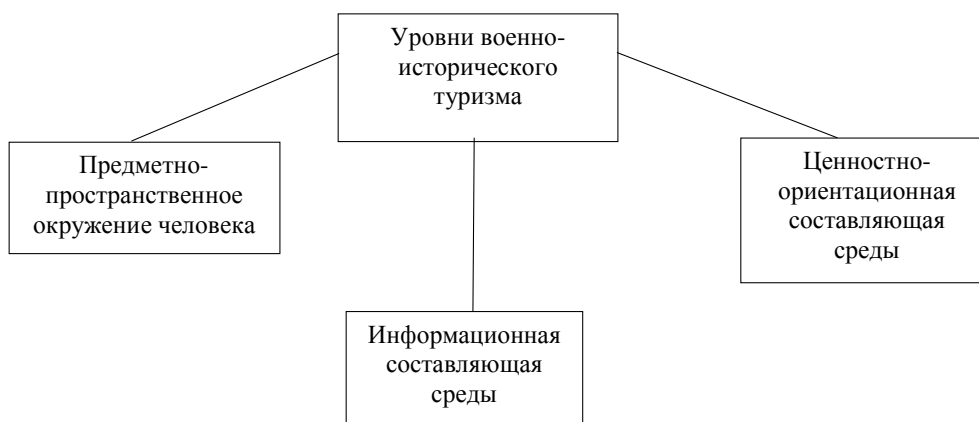 Уровни военно-
исторического
туризма
Предметно-
пространственное
окружение человека
Ценностно-
ориентационная
составляющая
среды
Информационная
составляющая
среды